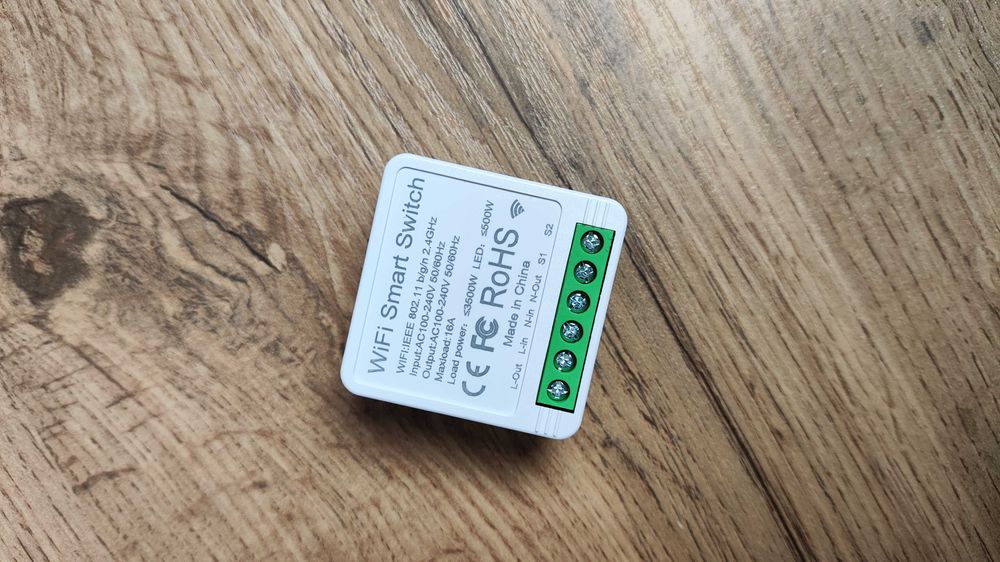 WiFi Smart Switch
WIFI:IEEE 802.11 b/g/n 2.4GHz
Input:AC100-240V 50/60Hz
Output:AC100-240V 50/60Hz
Maxload:16A
Load power: ≤3500W LED: ≤500W
CE FC RoHS
Made in China
L-Out L-In N-In N-Out S1 S2